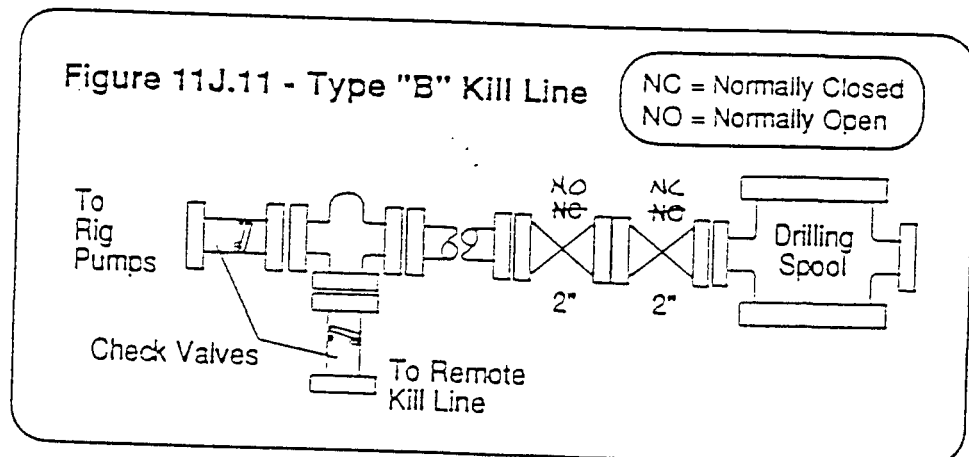 Figure 11J.11 - Type "B" Kill Line
NC = Normally Closed
NO = Normally Open
To
Rig
Pumps
NO
NC
NC
NO
2"
2"
Drilling
Spool
Check Valves
To Remote
Kill Line